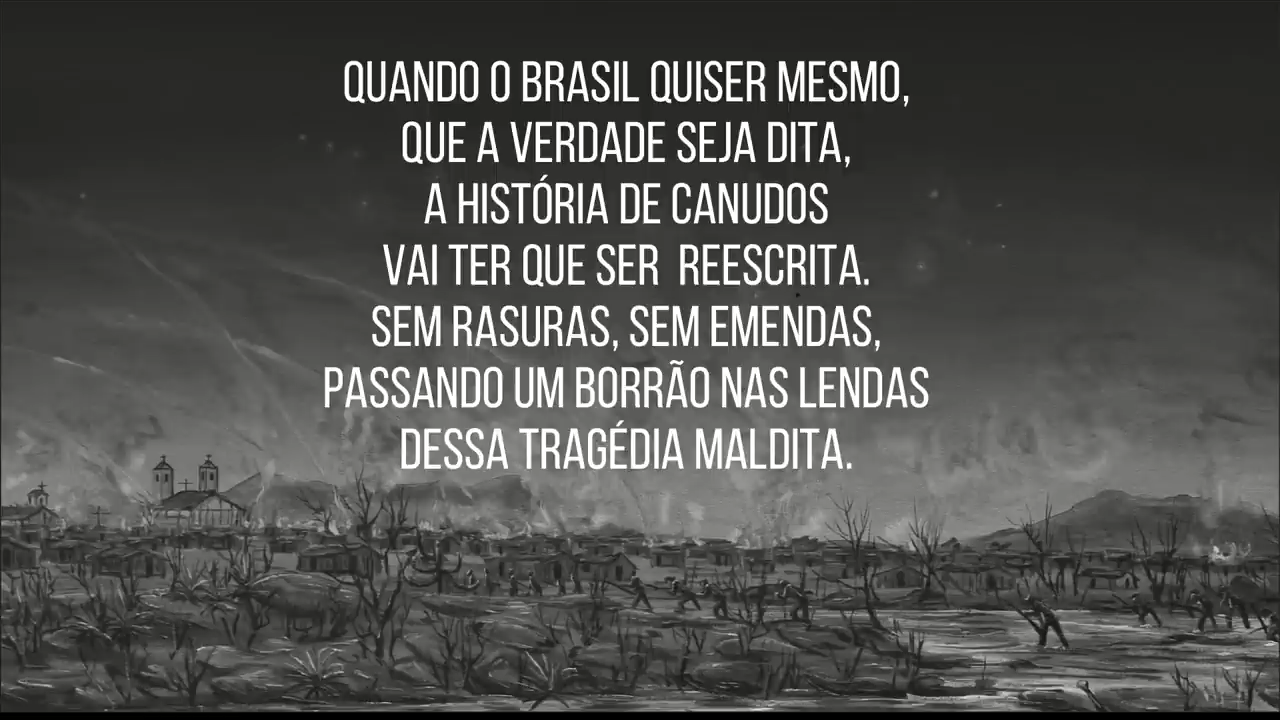 QUANDO O BRASIL QUISER MESMO,
QUE A VERDADE SEJA DITA,
A HISTÓRIA DE CANUDOS
VAI TER QUE SER REESCRITA.
SEM RASURAS, SEM EMENDAS,
PASSANDO UM BORRÃO NAS LENDAS
DESSA TRAGÉDIA MALDITA.